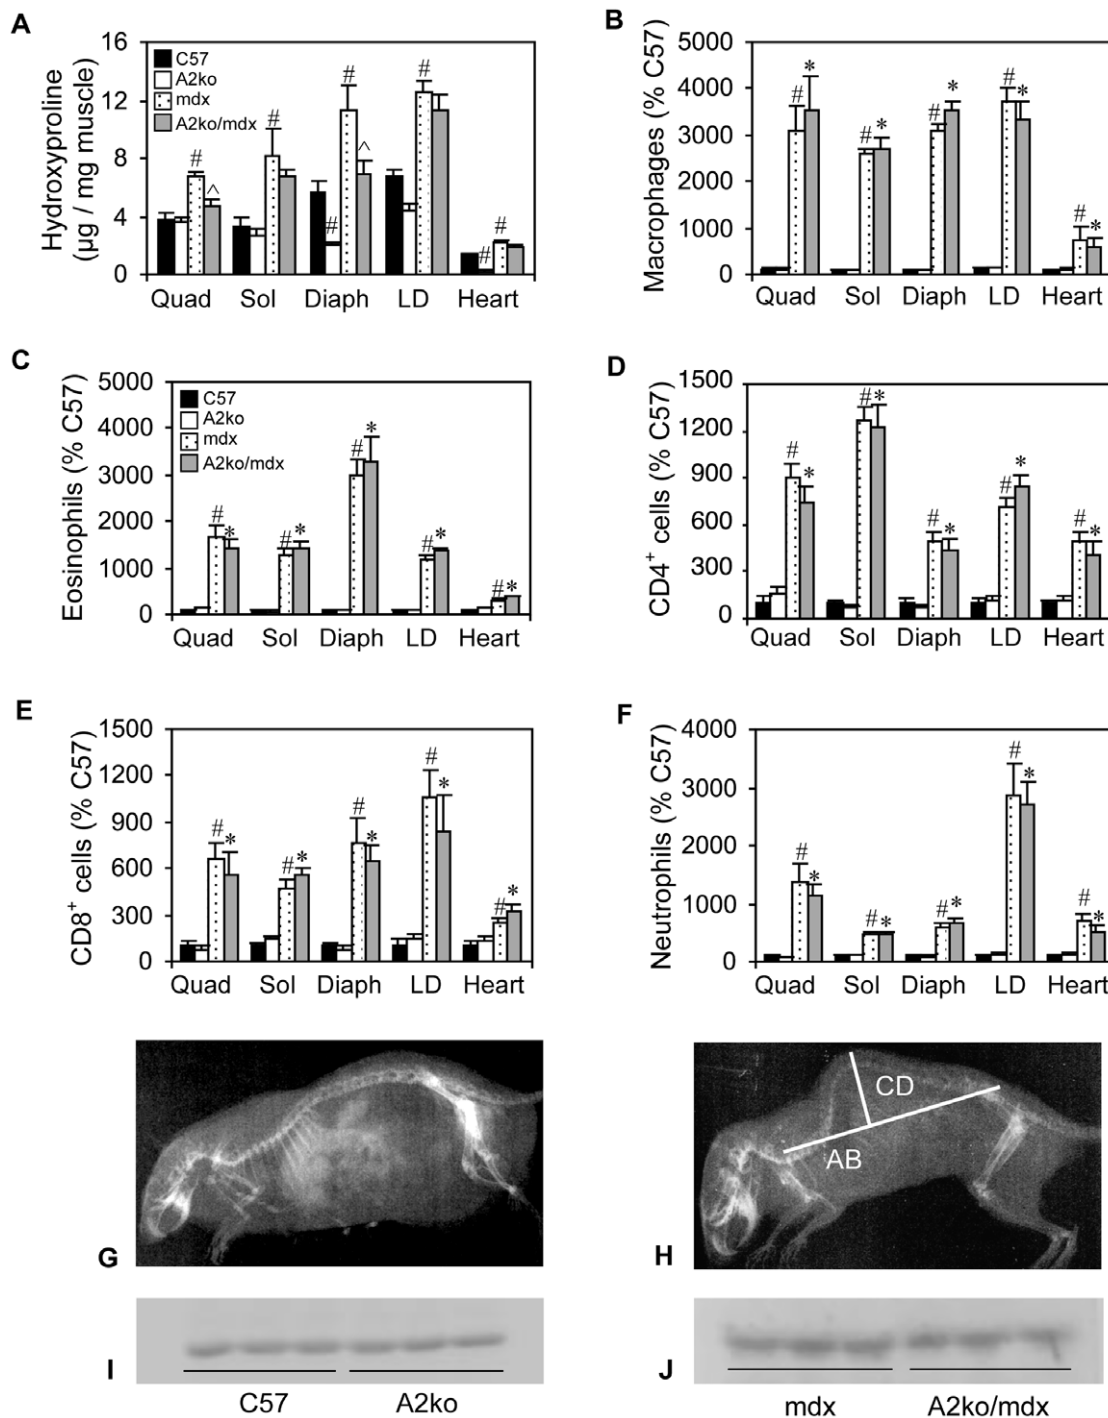 A
Hydroxyproline
(µg / mg muscle)
16
12
8
4
0
C57
A2ko
mdx
A2ko/mdx
# ^ # # # ^ # # #
Quad Sol Diaph LD Heart
B
Macrophages (% C57)
5000
4000
3000
2000
1000
0
# * # * # * # * # *
Quad Sol Diaph LD Heart
C
Eosinophils (% C57)
5000
4000
3000
2000
1000
0
C57
A2ko
mdx
A2ko/mdx
# * # * # * # * # *
Quad Sol Diaph LD Heart
D
CD4+ cells (% C57)
1500
1200
900
600
300
0
# * # * # * # * # *
Quad Sol Diaph LD Heart
E
CD8+ cells (% C57)
1500
1200
900
600
300
0
# * # * # * # * # *
Quad Sol Diaph LD Heart
F
Neutrophils (% C57)
4000
3000
2000
1000
0
# * # * # * # * # *
Quad Sol Diaph LD Heart
G
H
CD
AB
I
C57 A2ko
J
mdx A2ko/mdx